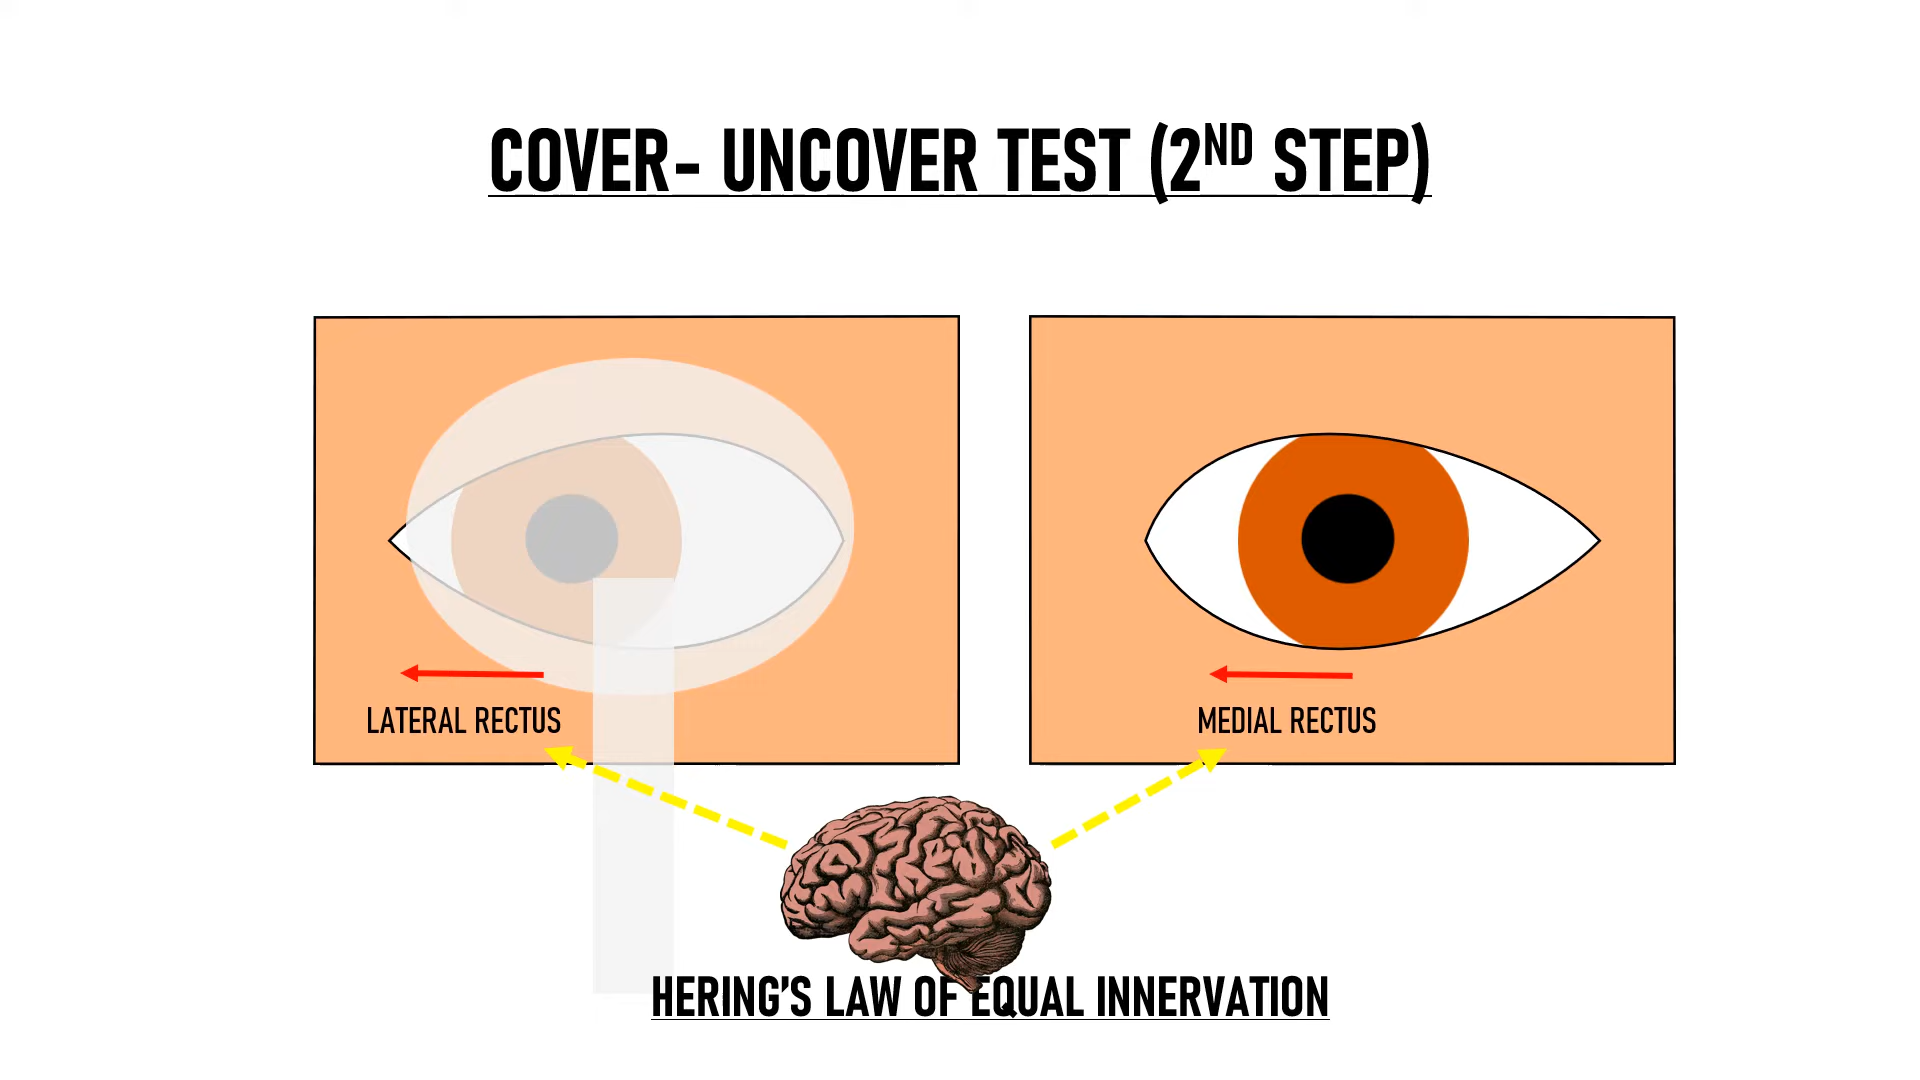 COVER- UNCOVER TEST (2ND STEP)
LATERAL RECTUS
MEDIAL RECTUS
HERING'S LAW OF EQUAL INNERVATION